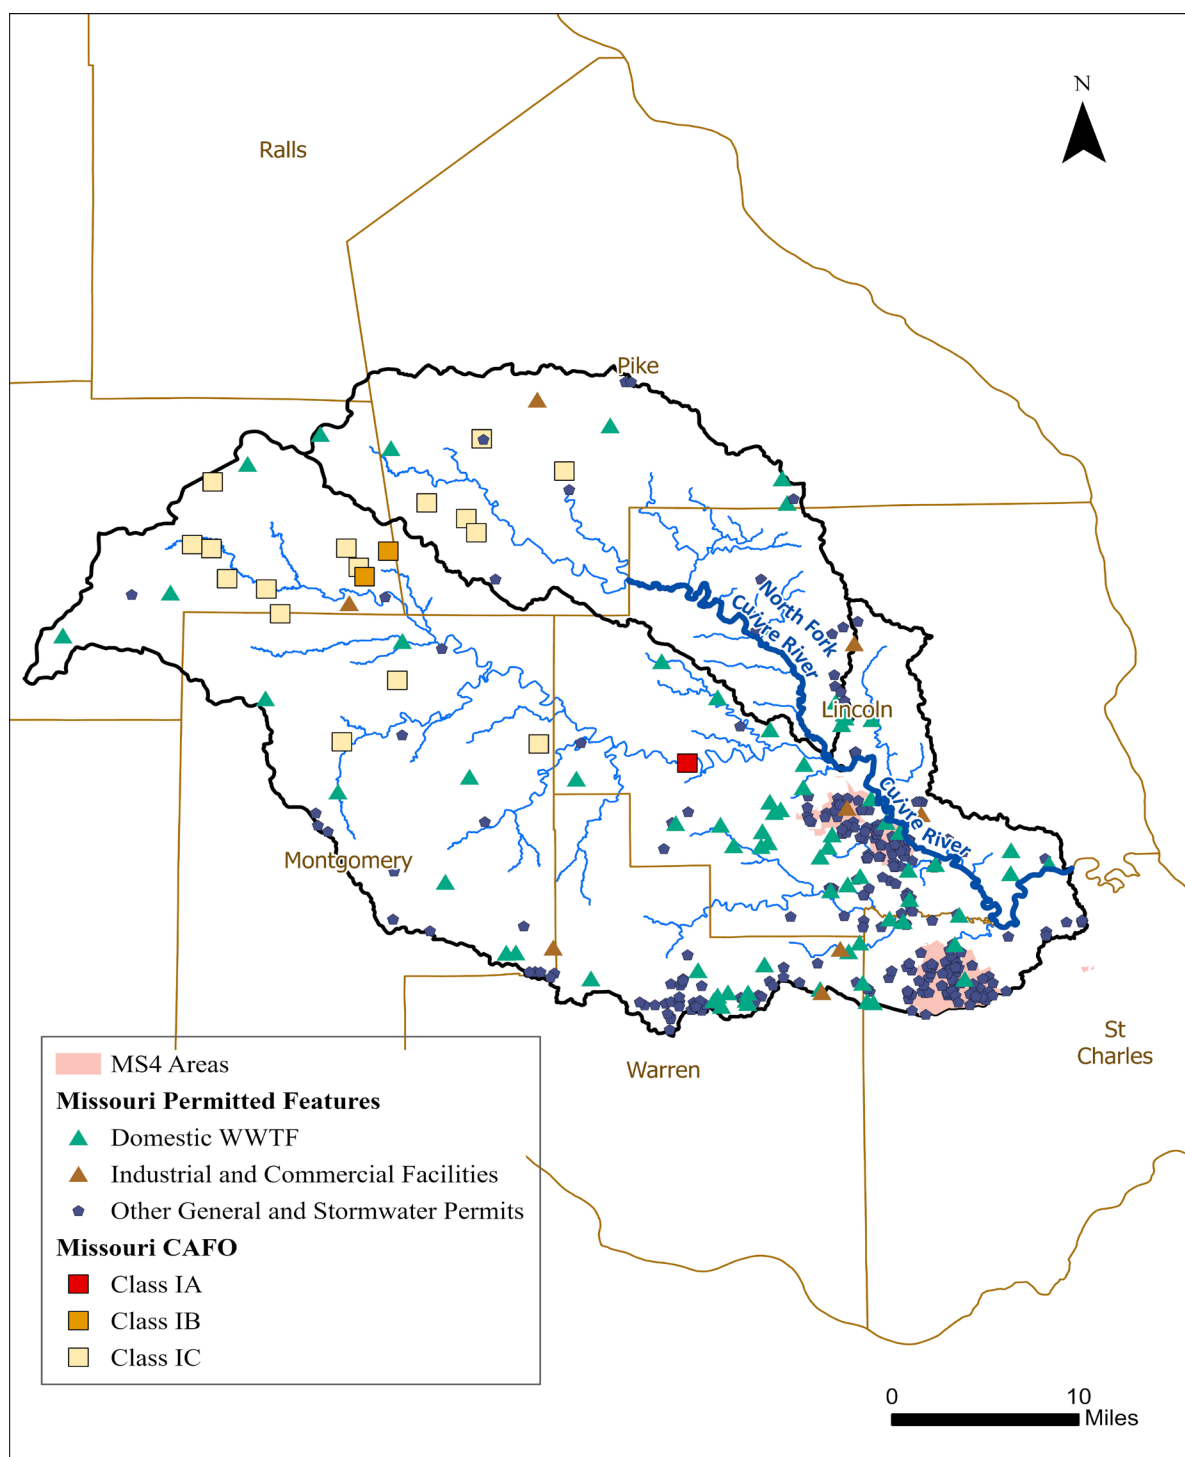 N
Ralls
Pike
North Fork
Cuivre River
Lincoln
Cuivre River
Montgomery
St
Charles
Warren
MS4 Areas
Missouri Permitted Features
Domestic WWTF
Industrial and Commercial Facilities
Other General and Stormwater Permits
Missouri CAFO
Class IA
Class IB
Class IC
0 10
Miles